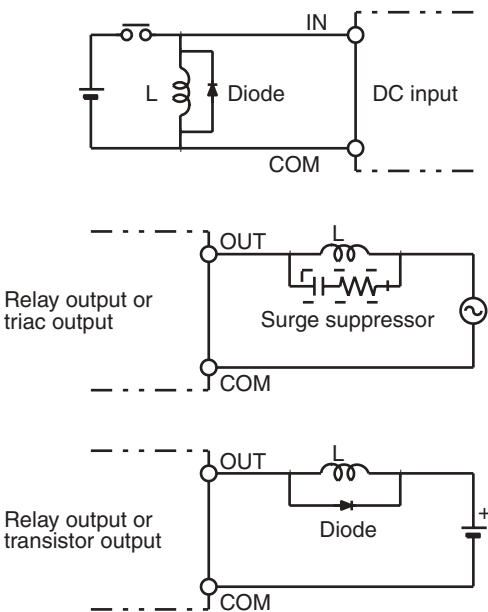 IN
L
Diode
DC input
COM
OUT
L
Relay output or
triac output
Surge suppressor
COM
OUT
L
+
Relay output or
transistor output
Diode
COM